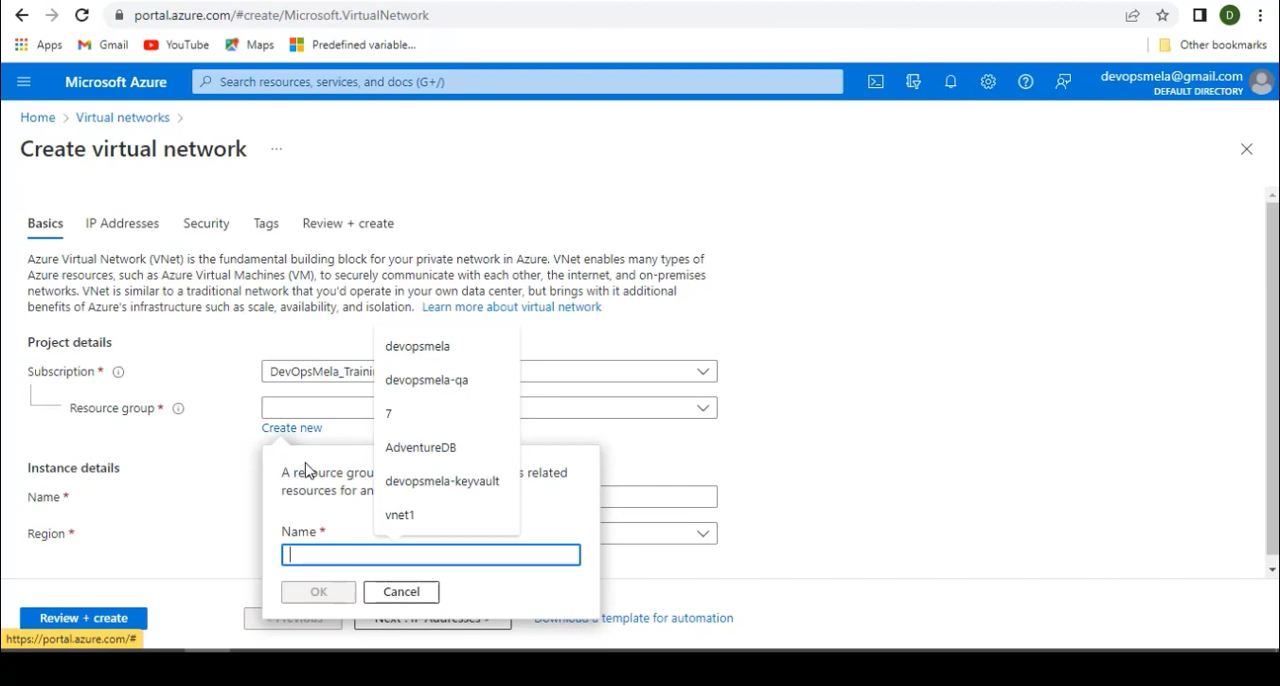 portal.azure.com/#create/Microsoft.VirtualNetwork
D
Apps Gmail YouTube Maps Predefined variable... Other bookmarks
Microsoft Azure Search resources, services, and docs (G+/) devopsmela@gmail.com
DEFAULT DIRECTORY
Home > Virtual networks >
Create virtual network ...
Basics IP Addresses Security Tags Review + create
Azure Virtual Network (VNet) is the fundamental building block for your private network in Azure. VNet enables many types of
Azure resources, such as Azure Virtual Machines (VM), to securely communicate with each other, the internet, and on-premises
networks. VNet is similar to a traditional network that you'd operate in your own data center, but brings with it additional
benefits of Azure's infrastructure such as scale, availability, and isolation. Learn more about virtual network
Project details
devopsmela
Subscription * DevOpsMela_Traini
devopsmela-qa
Resource group *
7
Create new
AdventureDB
Instance details
A resource grou s related
devopsmela-keyvault
resources for an
Name *
vnet1
Region *
Name *
OK Cancel
Review + create Download a template for automation
https://portal.azure.com/#